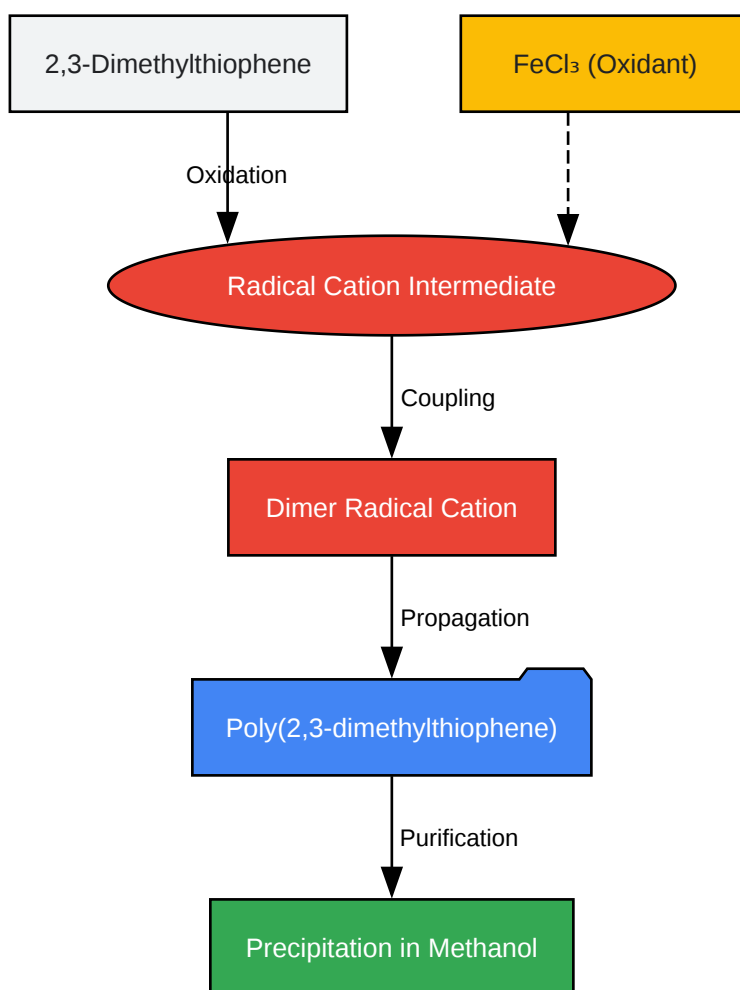 2,3-Dimethylthiophene
FeCl₃ (Oxidant)
Oxidation
Radical Cation Intermediate
Coupling
Dimer Radical Cation
Propagation
Poly(2,3-dimethylthiophene)
Purification
Precipitation in Methanol